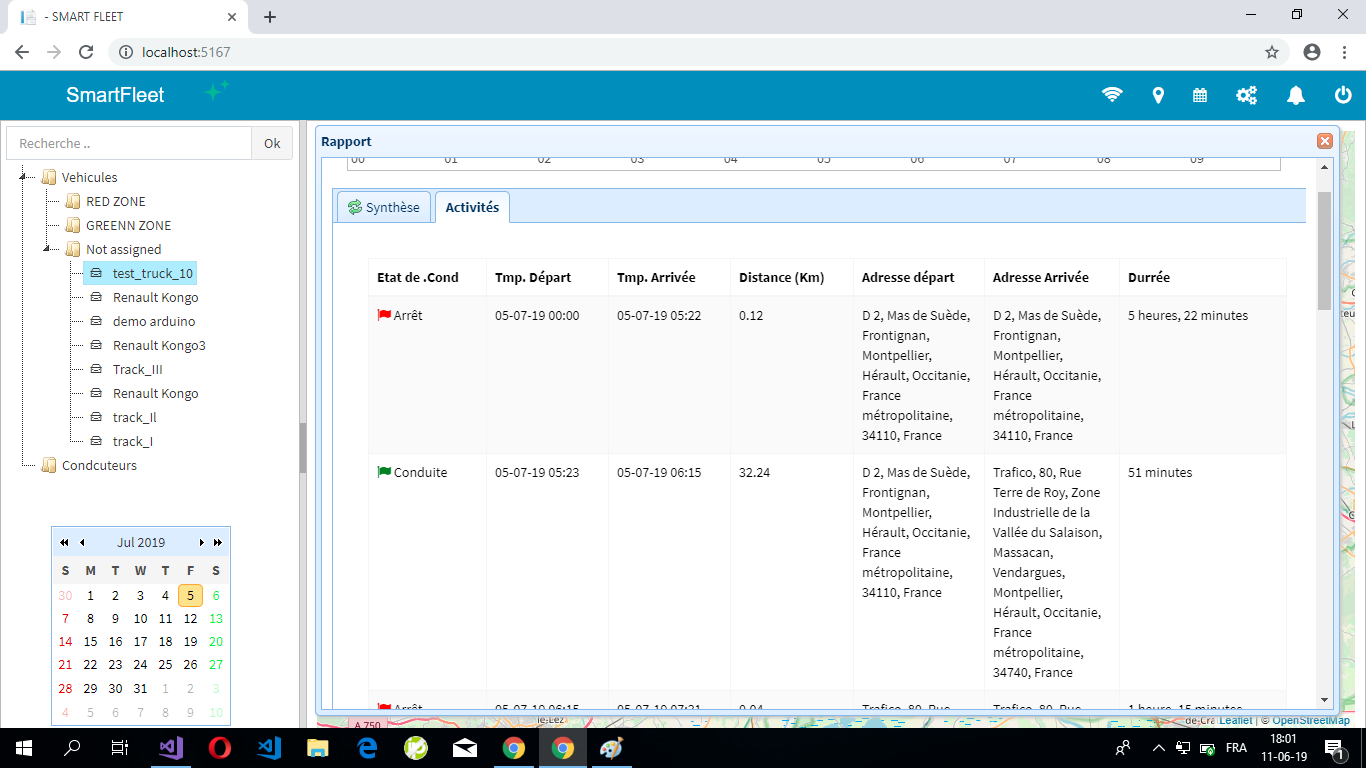 - SMART FLEET
localhost:5167
SmartFleet
Recherche ..
Ok
Vehicules
RED ZONE
GREENN ZONE
Not assigned
test_truck_10
Renault Kongo
demo arduino
Renault Kongo3
Track_III
Renault Kongo
track_Il
track_I
Condcuteurs
Jul 2019
S M T W T F S
30 1 2 3 4 5 6
7 8 9 10 11 12 13
14 15 16 17 18 19 20
21 22 23 24 25 26 27
28 29 30 31 1 2 3
4 5 6 7 8 9 10
Rapport
00 01 02 03 04 05 06 07 08 09
Synthèse
Activités
Etat de .Cond
Tmp. Départ
Tmp. Arrivée
Distance (Km)
Adresse départ
Adresse Arrivée
Durrée
Arrêt
05-07-19 00:00
05-07-19 05:22
0.12
D 2, Mas de Suède,
Frontignan,
Montpellier,
Hérault, Occitanie,
France
métropolitaine,
34110, France
D 2, Mas de Suède,
Frontignan,
Montpellier,
Hérault, Occitanie,
France
métropolitaine,
34110, France
5 heures, 22 minutes
Conduite
05-07-19 05:23
05-07-19 06:15
32.24
D 2, Mas de Suède,
Frontignan,
Montpellier,
Hérault, Occitanie,
France
métropolitaine,
34110, France
Trafico, 80, Rue
Terre de Roy, Zone
Industrielle de la
Vallée du Salaison,
Massacan,
Vendargues,
Montpellier,
Hérault, Occitanie,
France
métropolitaine,
34740, France
51 minutes
Arrêt
05-07-19 06:15
05-07-19 07:31
0.04
Trafico, 80, Rue
Trafico, 80, Rue
1 heure, 15 minutes
A 750
le-Lez
de-Cra
Leaflet | © OpenStreetMap
FRA
18:01
11-06-19
1